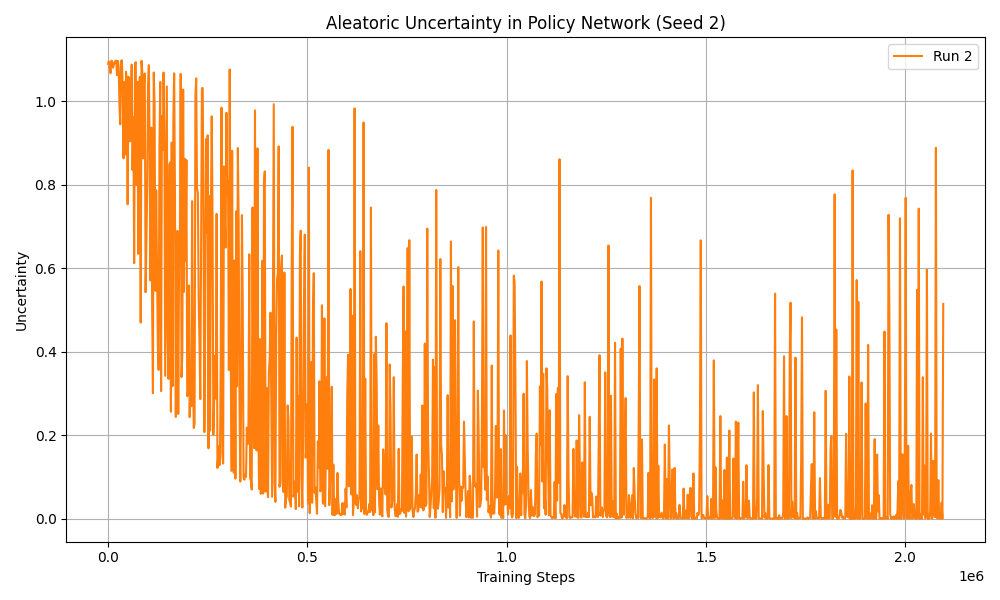 Aleatoric Uncertainty in Policy Network (Seed 2)
Run 2
Uncertainty
1.0
0.8
0.6
0.4
0.2
0.0
0.0 0.5 1.0 1.5 2.0
1e6
Training Steps